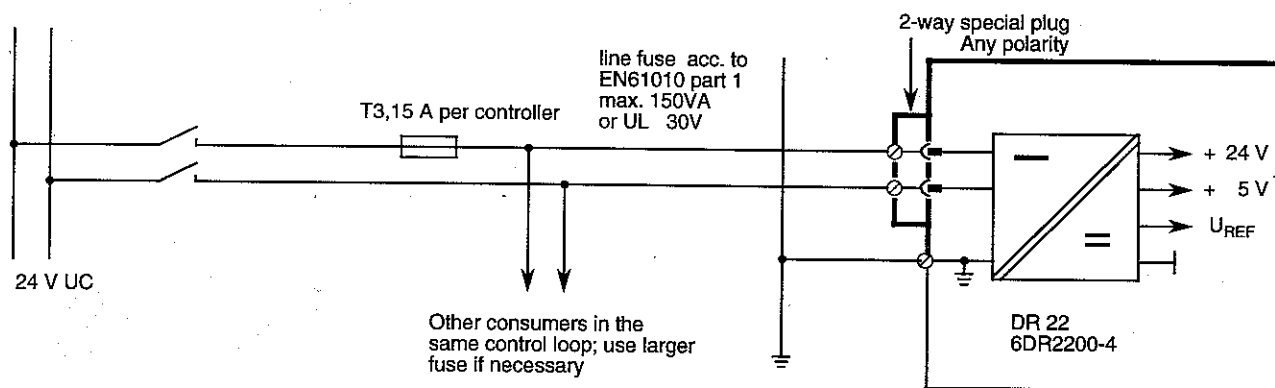 2-way special plug
Any polarity
line fuse acc. to
EN61010 part 1
max. 150VA
or UL 30V
T3,15 A per controller
+ 24 V
+ 5 V
UREF
24 V UC
Other consumers in the
same control loop; use larger
fuse if necessary
DR 22
6DR2200-4